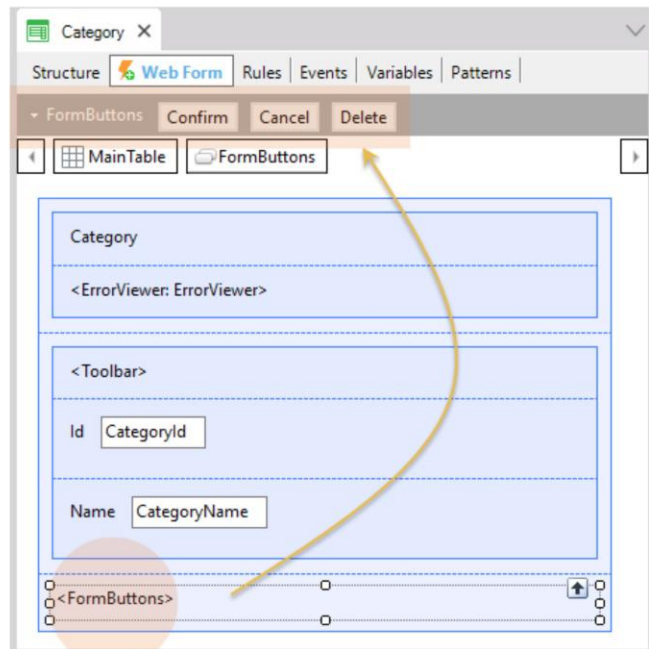 Category
Structure Web Form Rules Events Variables Patterns
FormButtons Confirm Cancel Delete
MainTable FormButtons
Category
<ErrorViewer: ErrorViewer>
<Toolbar>
Id CategoryId
Name CategoryName
<FormButtons>